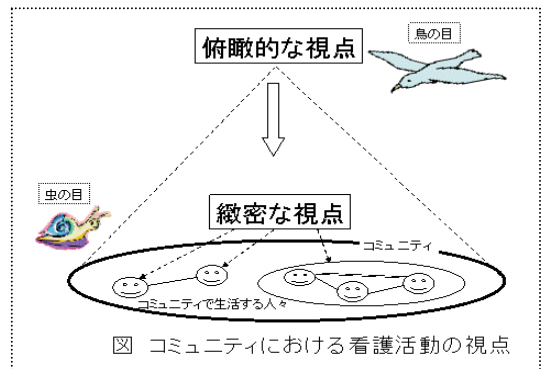 鳥の目
俯瞰的な視点
虫の目
緻密な視点
コミュニティ
コミュニティで生活する人々
図 コミュニティにおける看護活動の視点